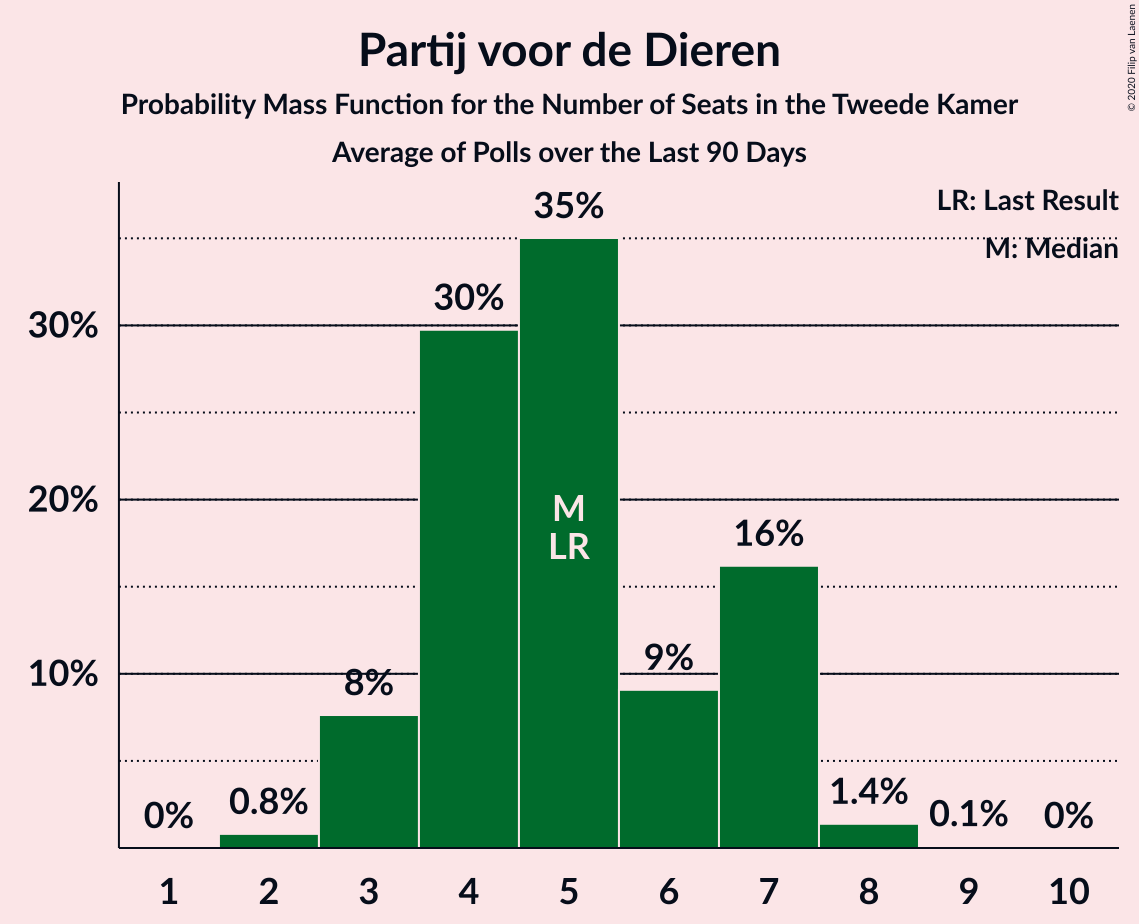 Partij voor de Dieren
Probability Mass Function for the Number of Seats in the Tweede Kamer
Average of Polls over the Last 90 Days
© 2020 Filip van Laenen
LR: Last Result
M: Median
30%
20%
10%
0%
0.8%
8%
30%
35%
M
LR
9%
16%
1.4%
0.1%
0%
1 2 3 4 5 6 7 8 9 10